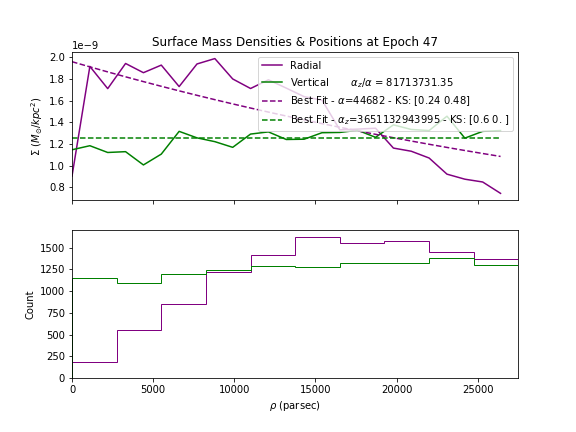 Surface Mass Densities & Positions at Epoch 47
1e−9
2.0
1.8
1.6
1.4
1.2
1.0
0.8
Σ (M⊙/kpc²)
Radial
Vertical αz/α = 81713731.35
Best Fit - α=44682 - KS: [0.24 0.48]
Best Fit - αz=3651132943995 - KS: [0.6 0. ]
1500
1250
1000
750
500
250
0
Count
0 5000 10000 15000 20000 25000
ρ (parsec)